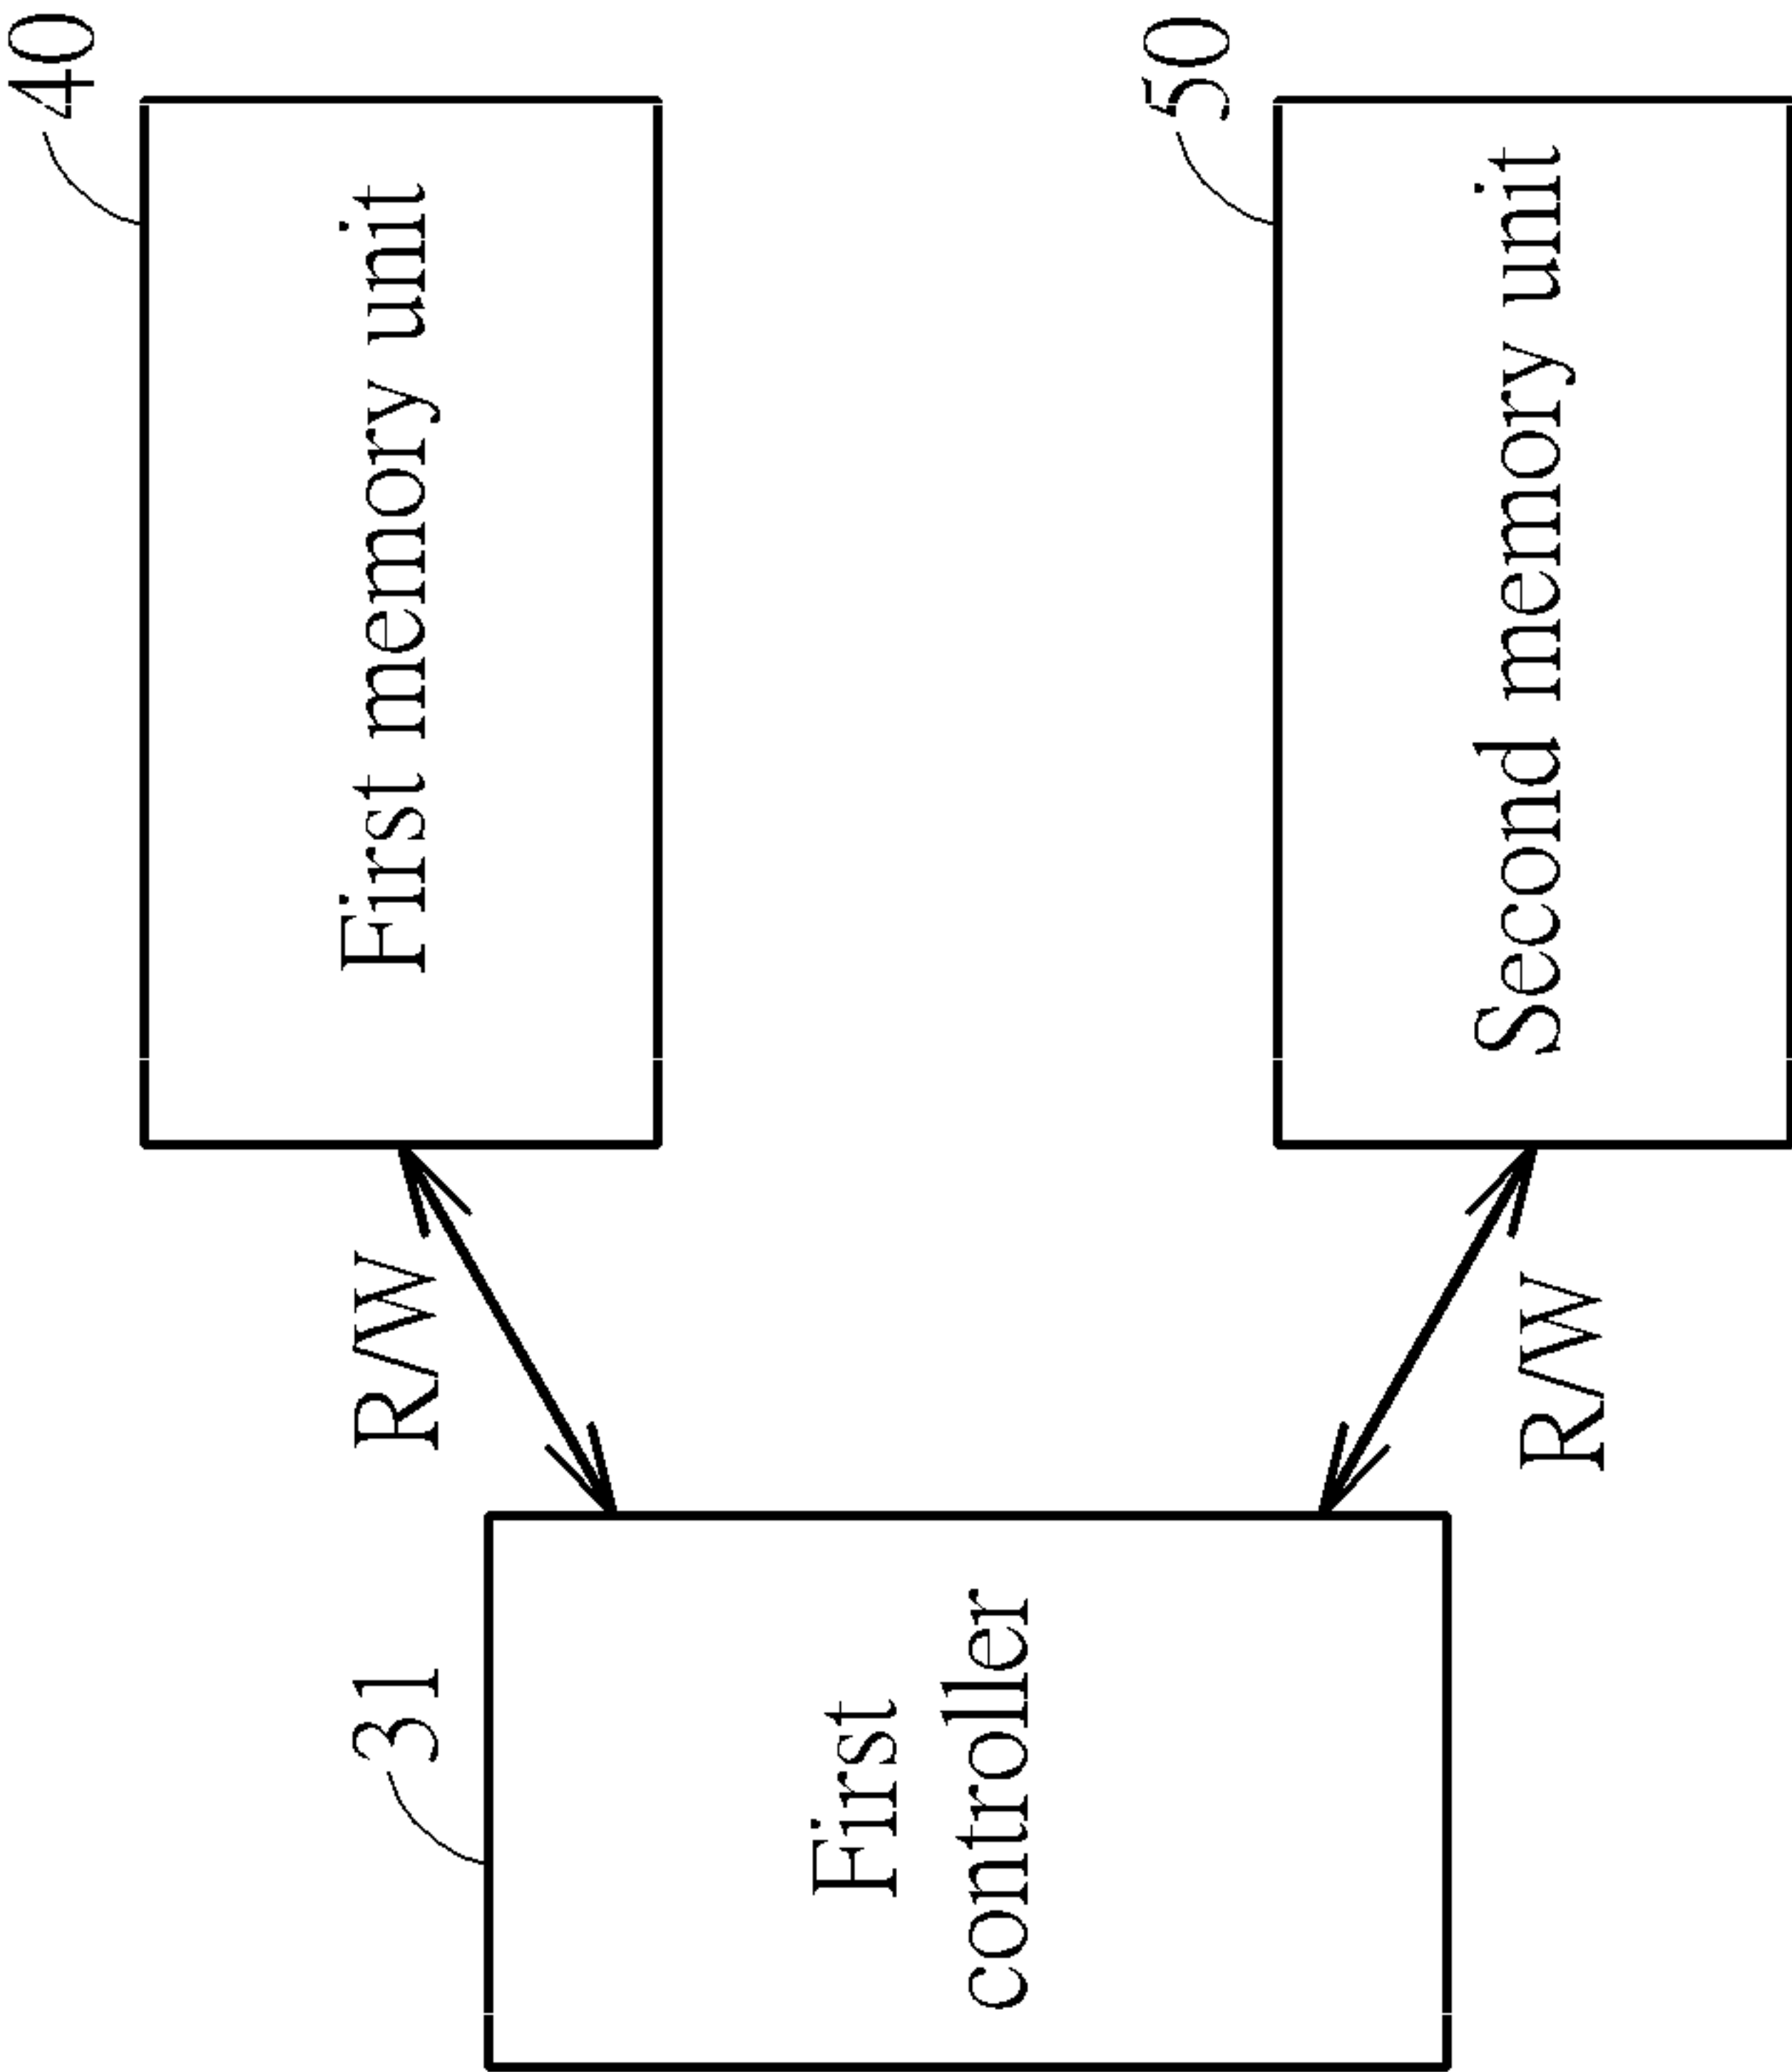 40
First memory unit
R/W
31
First
controller
50
Second memory unit
R/W